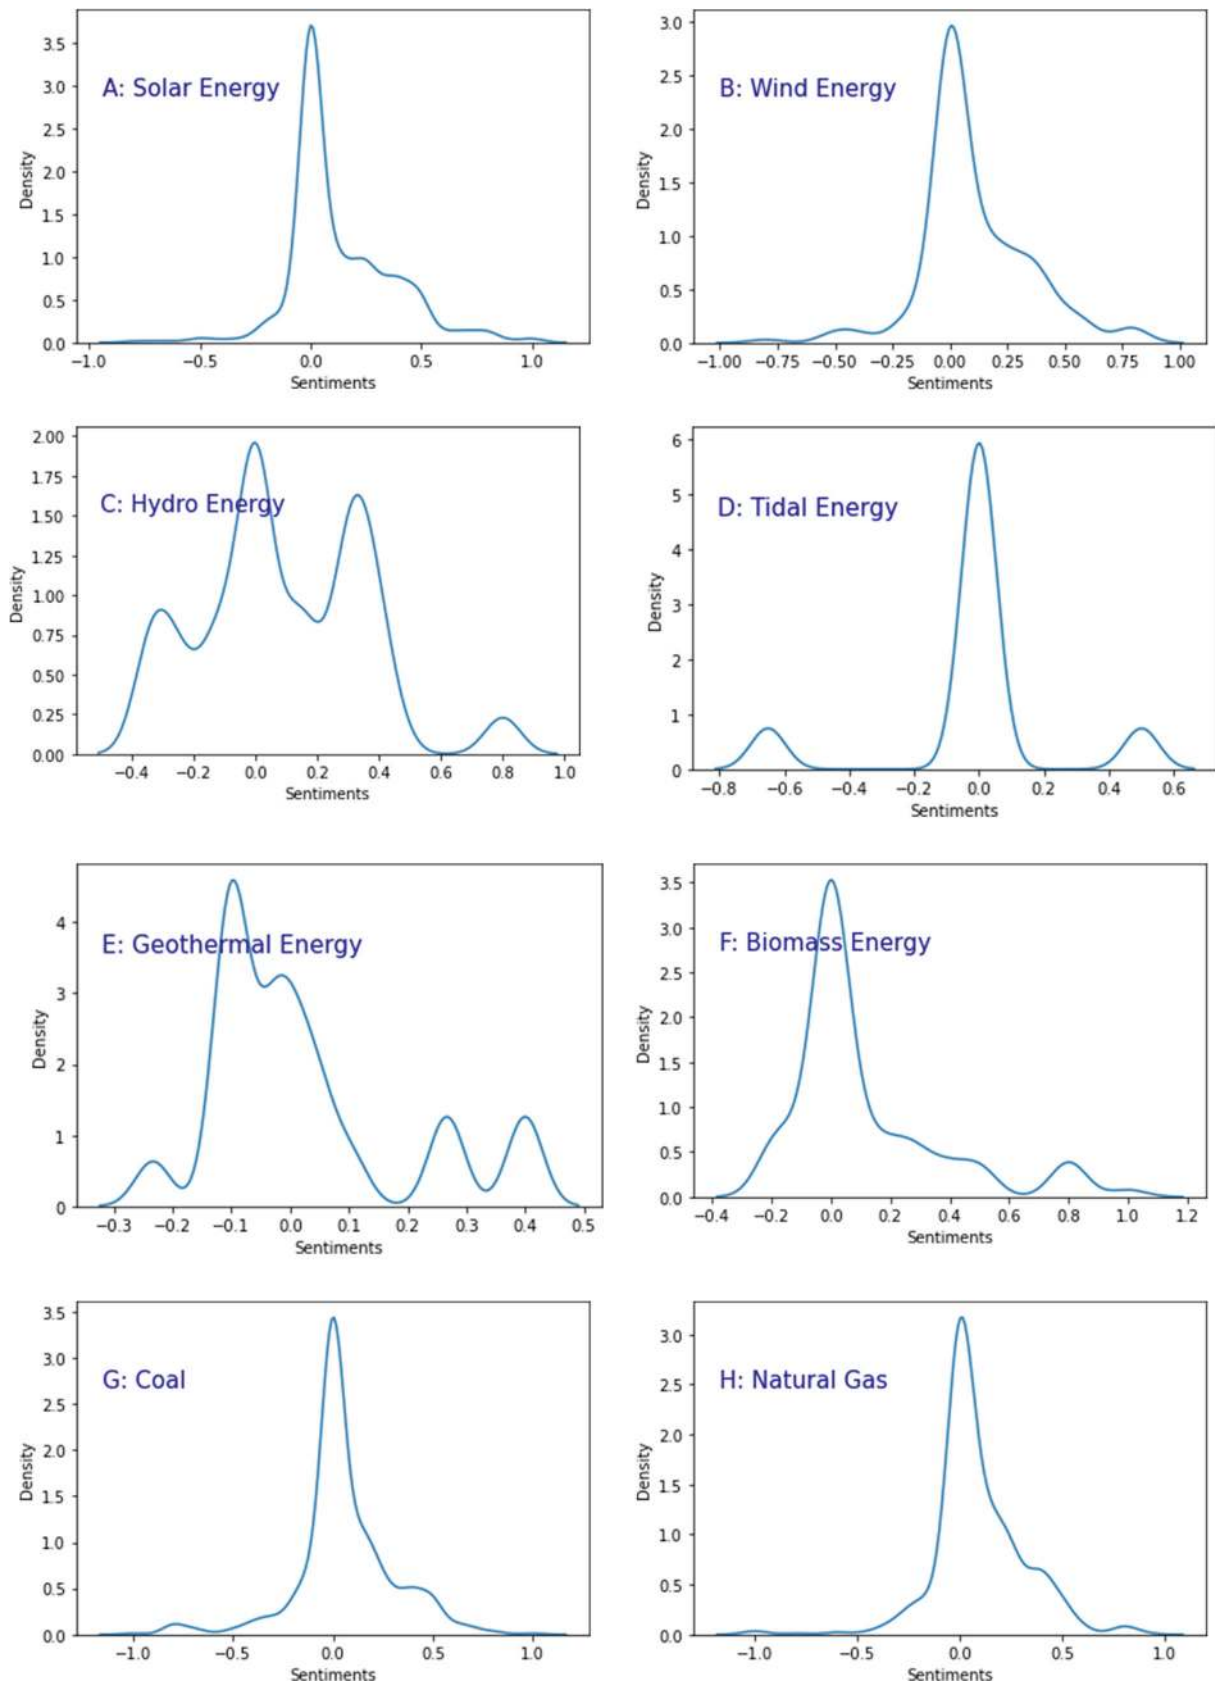 3.5
3.0
2.5
2.0
1.5
1.0
0.5
0.0
Density
A: Solar Energy
−1.0 −0.5 0.0 0.5 1.0
Sentiments
3.0
2.5
2.0
1.5
1.0
0.5
0.0
Density
B: Wind Energy
−1.00 −0.75 −0.50 −0.25 0.00 0.25 0.50 0.75 1.00
Sentiments
2.00
1.75
1.50
1.25
1.00
0.75
0.50
0.25
0.00
Density
C: Hydro Energy
−0.4 −0.2 0.0 0.2 0.4 0.6 0.8 1.0
Sentiments
6
5
4
3
2
1
0
Density
D: Tidal Energy
−0.8 −0.6 −0.4 −0.2 0.0 0.2 0.4 0.6
Sentiments
4
3
2
1
0
Density
E: Geothermal Energy
−0.3 −0.2 −0.1 0.0 0.1 0.2 0.3 0.4 0.5
Sentiments
3.5
3.0
2.5
2.0
1.5
1.0
0.5
0.0
Density
F: Biomass Energy
−0.4 −0.2 0.0 0.2 0.4 0.6 0.8 1.0 1.2
Sentiments
3.5
3.0
2.5
2.0
1.5
1.0
0.5
0.0
Density
G: Coal
−1.0 −0.5 0.0 0.5 1.0
Sentiments
3.0
2.5
2.0
1.5
1.0
0.5
0.0
Density
H: Natural Gas
−1.0 −0.5 0.0 0.5 1.0
Sentiments